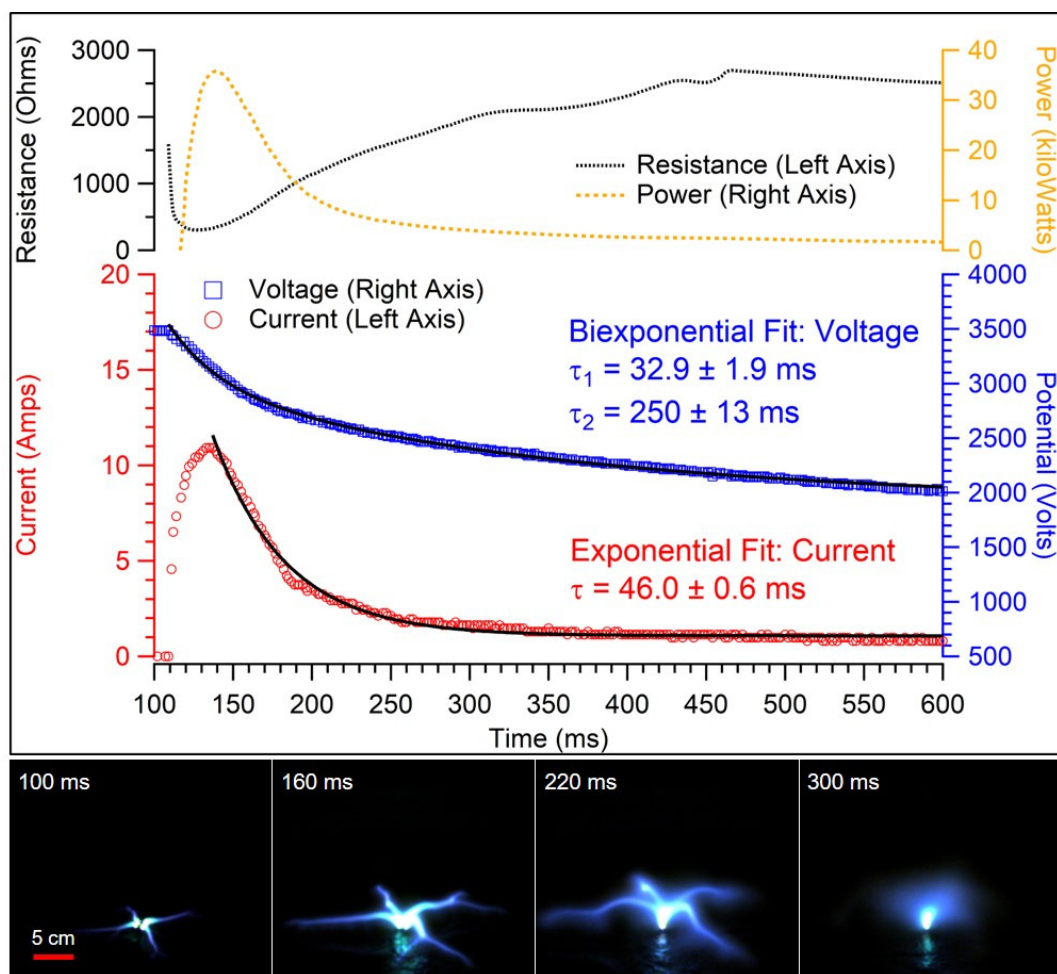 Resistance (Ohms)
3000
2000
1000
0
Power (kiloWatts)
40
30
20
10
0
Resistance (Left Axis)
Power (Right Axis)
Current (Amps)
20
15
10
5
0
Potential (Volts)
4000
3500
3000
2500
2000
1500
1000
500
Voltage (Right Axis)
Current (Left Axis)
Biexponential Fit: Voltage
τ1 = 32.9 ± 1.9 ms
τ2 = 250 ± 13 ms
Exponential Fit: Current
τ = 46.0 ± 0.6 ms
100 150 200 250 300 350 400 450 500 550 600
Time (ms)
100 ms
160 ms
220 ms
300 ms
5 cm